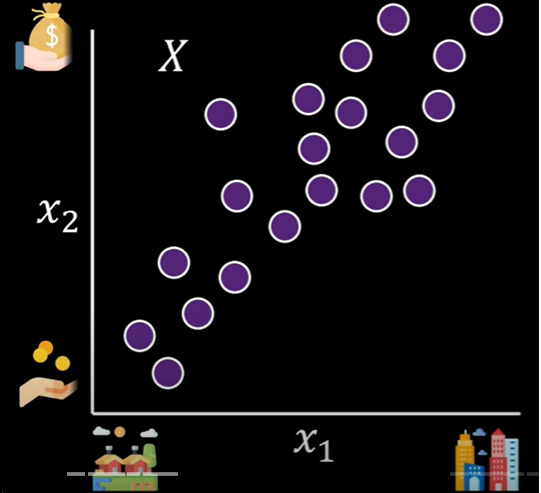 $
X
x₂
x₁